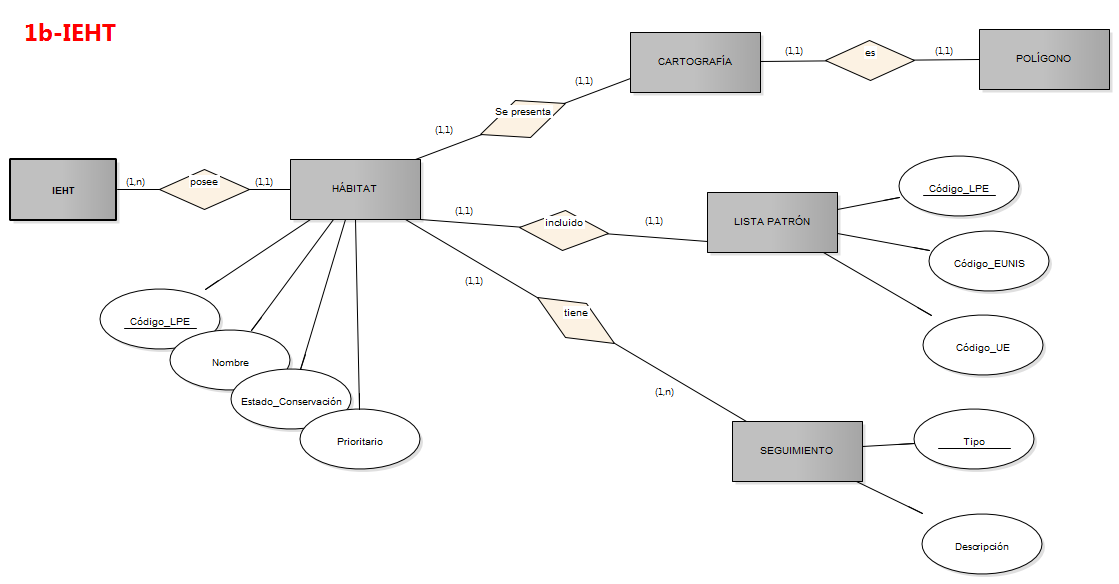 1b-IEHT
CARTOGRAFÍA
(1,1)
es
(1,1)
POLÍGONO
(1,1)
Se presenta
(1,1)
IEHT
(1,n)
posee
(1,1)
HÁBITAT
(1,1)
incluido
(1,1)
LISTA PATRÓN
Código_LPE
Código_EUNIS
Código_UE
(1,1)
tiene
(1,n)
Código_LPE
Nombre
Estado_Conservación
Prioritario
SEGUIMIENTO
Tipo
Descripción